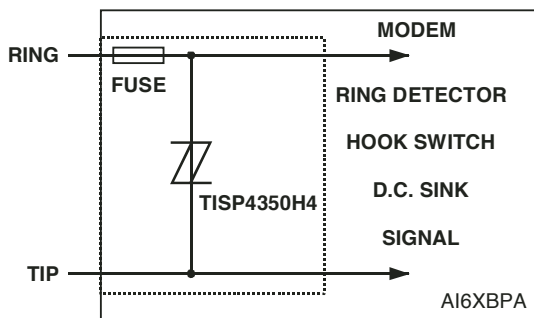 MODEM
RING
FUSE
RING DETECTOR
HOOK SWITCH
D.C. SINK
TISP4350H4
SIGNAL
TIP
AI6XBPA